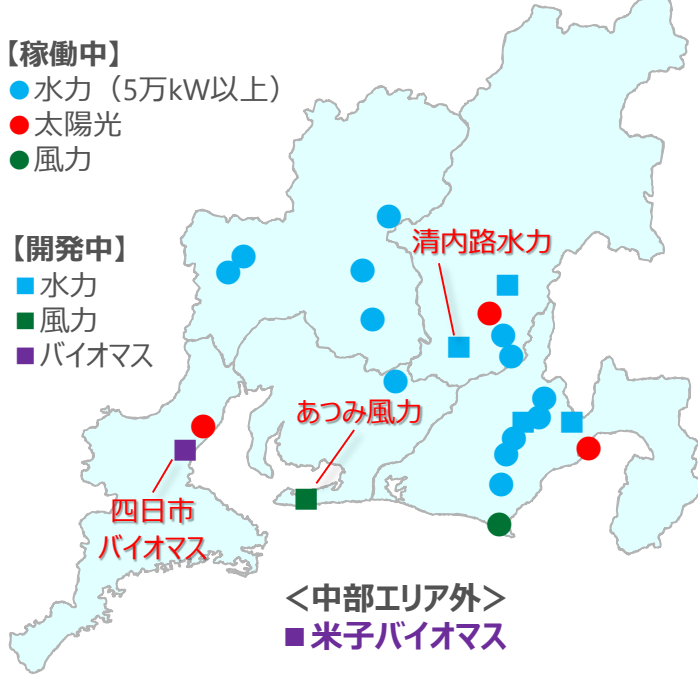 【稼働中】
●水力（5万kW以上）
●太陽光
●風力
【開発中】
■水力
■風力
■バイオマス
清内路水力
あつみ風力
四日市
バイオマス
＜中部エリア外＞
■米子バイオマス